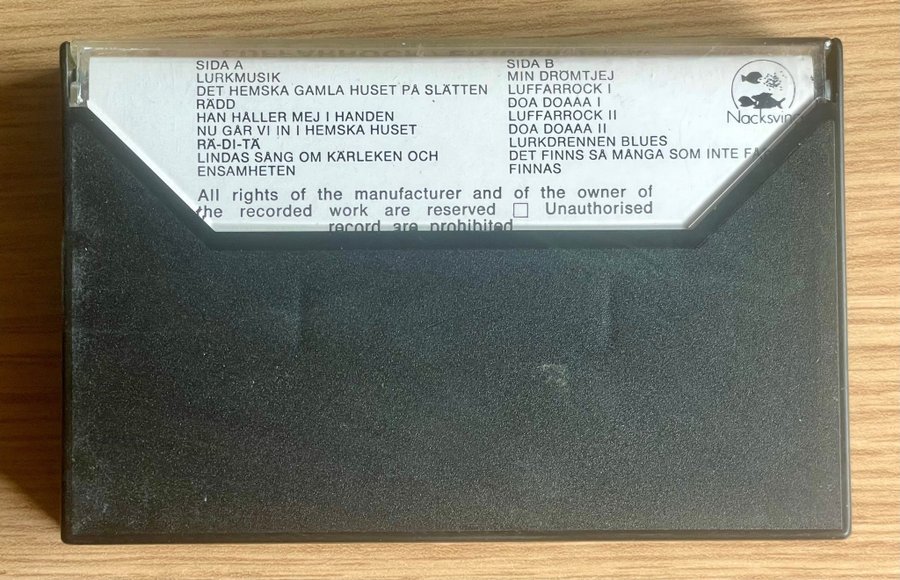 SIDA A
LURKMUSIK
DET HEMSKA GAMLA HUSET PÅ SLÄTTEN
RÄDD
HAN HÅLLER MEJ I HANDEN
NU GÅR VI IN I HEMSKA HUSET
RÄ-DI-TÄ
LINDAS SÅNG OM KÄRLEKEN OCH
ENSAMHETEN
SIDA B
MIN DRÖMTJEJ
LUFFARROCK I
DOA DOAAA I
LUFFARROCK II
DOA DOAAA II
LURKDRENNEN BLUES
DET FINNS SÅ MÅNGA SOM INTE
FINNAS
Nacksving
All rights of the manufacturer and of the owner of
the recorded work are reserved □ Unauthorised
record are prohibited